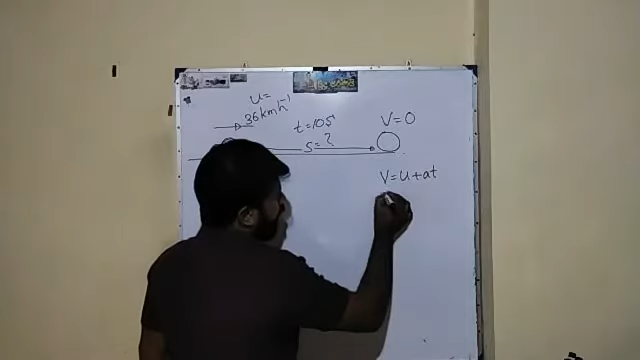 u=
36kmh⁻¹
t=10s
V=0
S=?
V=u+at